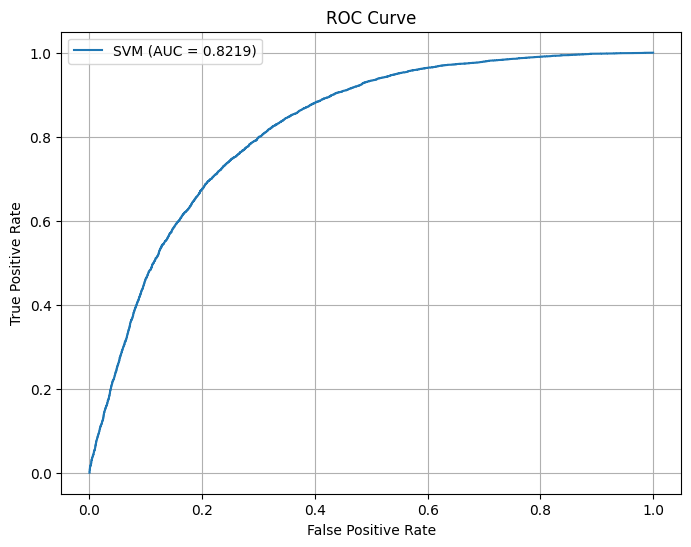 ROC Curve
SVM (AUC = 0.8219)
True Positive Rate
1.0
0.8
0.6
0.4
0.2
0.0
0.0 0.2 0.4 0.6 0.8 1.0
False Positive Rate